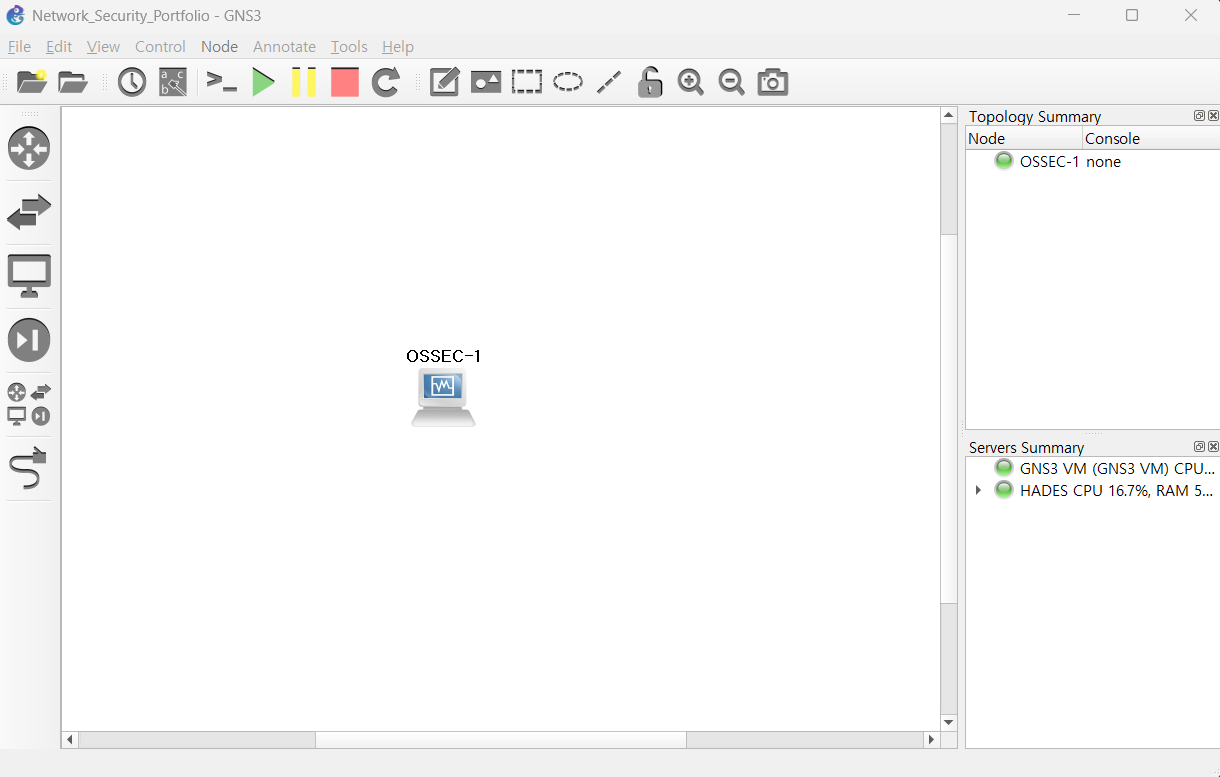 Network_Security_Portfolio - GNS3
File Edit View Control Node Annotate Tools Help
a c
b
Topology Summary
Node Console
OSSEC-1 none
OSSEC-1
Servers Summary
GNS3 VM (GNS3 VM) CPU...
HADES CPU 16.7%, RAM 5...